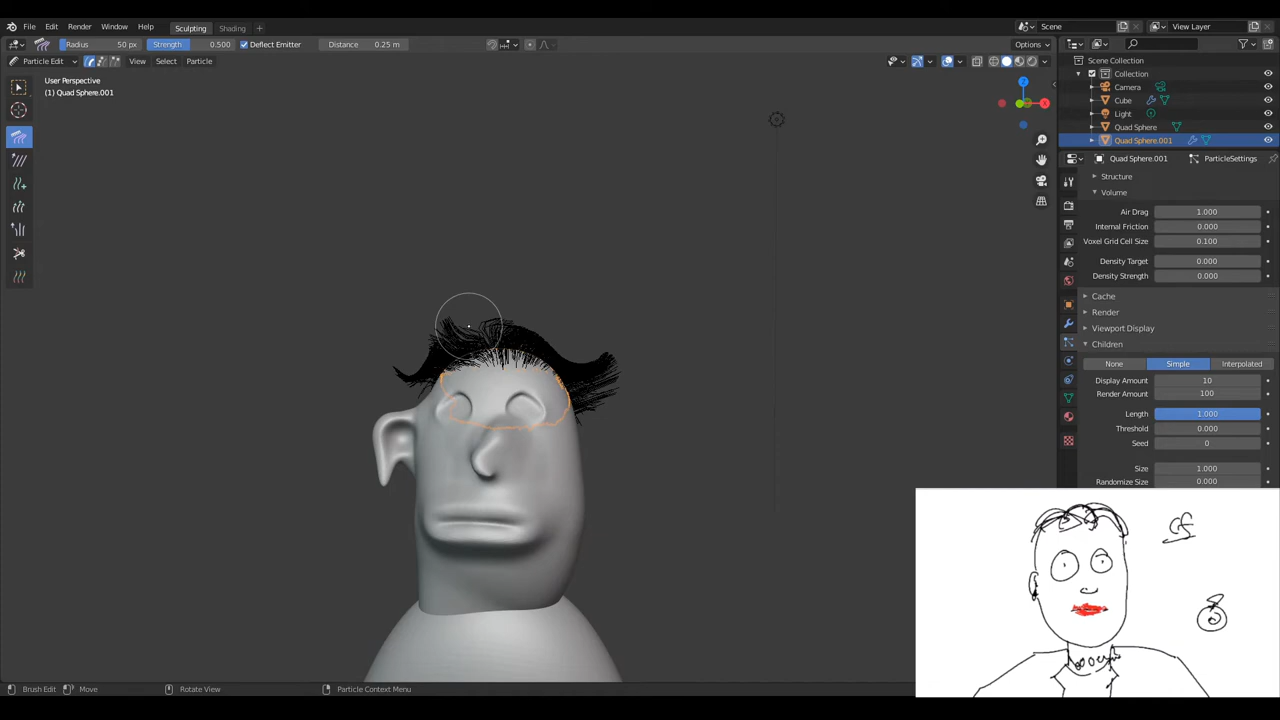 File Edit Render Window Help Sculpting Shading + Scene View Layer
Radius 50 px Strength 0.500 Deflect Emitter Distance 0.25 m Options
Particle Edit View Select Particle
User Perspective
(1) Quad Sphere.001
Z
X
Scene Collection
Collection
Camera
Cube
Light
Quad Sphere
Quad Sphere.001
Quad Sphere.001 ParticleSettings
Structure
Volume
Air Drag 1.000
Internal Friction 0.000
Voxel Grid Cell Size 0.100
Density Target 0.000
Density Strength 0.000
Cache
Render
Viewport Display
Children
None Simple Interpolated
Display Amount 10
Render Amount 100
Length 1.000
Threshold 0.000
Seed 0
Size 1.000
Randomize Size 0.000
Brush Edit Move Rotate View Particle Context Menu